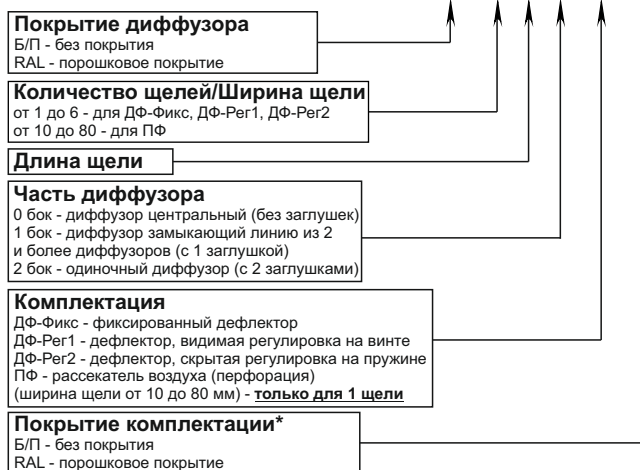 Покрытие диффузора
Б/П - без покрытия
RAL - порошковое покрытие
Количество щелей/Ширина щели
от 1 до 6 - для ДФ-Фикс, ДФ-Рег1, ДФ-Рег2
от 10 до 80 - для ПФ
Длина щели
Часть диффузора
0 бок - диффузор центральный (без заглушек)
1 бок - диффузор замыкающий линию из 2
и более диффузоров (с 1 заглушкой)
2 бок - одиночный диффузор (с 2 заглушками)
Комплектация
ДФ-Фикс - фиксированный дефлектор
ДФ-Рег1 - дефлектор, видимая регулировка на винте
ДФ-Рег2 - дефлектор, скрытая регулировка на пружине
ПФ - рассекатель воздуха (перфорация)
(ширина щели от 10 до 80 мм) - только для 1 щели
Покрытие комплектации*
Б/П - без покрытия
RAL - порошковое покрытие